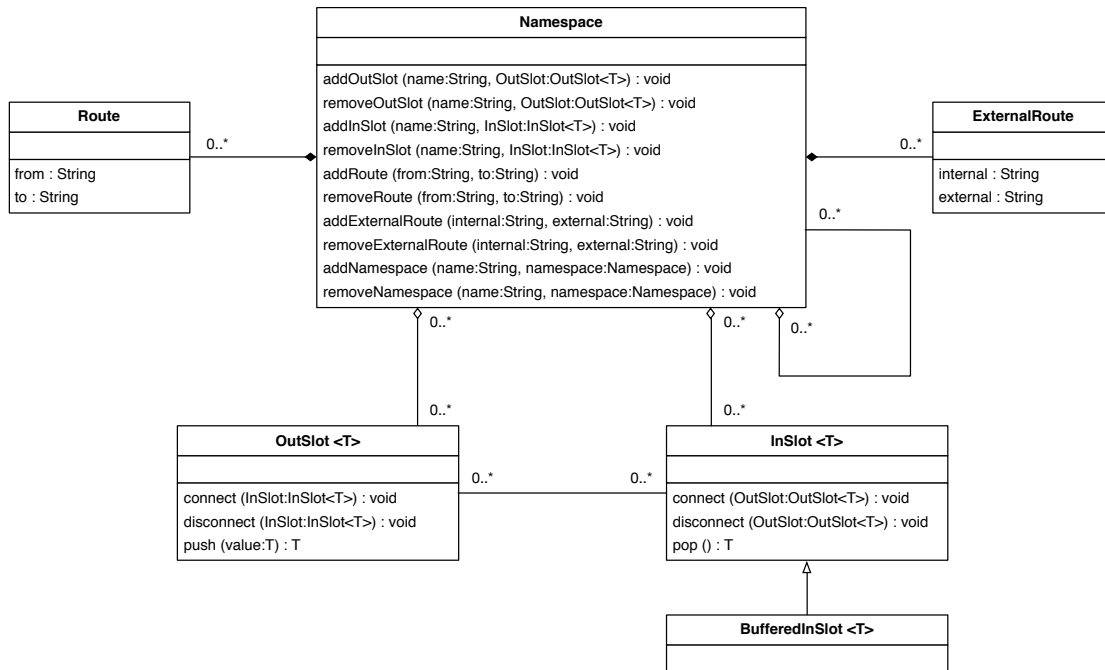 Namespace
addOutSlot (name:String, OutSlot:OutSlot<T>) : void
removeOutSlot (name:String, OutSlot:OutSlot<T>) : void
addInSlot (name:String, InSlot:InSlot<T>) : void
removeInSlot (name:String, InSlot:InSlot<T>) : void
addRoute (from:String, to:String) : void
removeRoute (from:String, to:String) : void
addExternalRoute (internal:String, external:String) : void
removeExternalRoute (internal:String, external:String) : void
addNamespace (name:String, namespace:Namespace) : void
removeNamespace (name:String, namespace:Namespace) : void
Route
from : String
to : String
0..*
ExternalRoute
internal : String
external : String
0..*
0..*
0..*
0..*
0..*
0..*
0..*
OutSlot <T>
connect (InSlot:InSlot<T>) : void
disconnect (InSlot:InSlot<T>) : void
push (value:T) : T
0..*
0..*
InSlot <T>
connect (OutSlot:OutSlot<T>) : void
disconnect (OutSlot:OutSlot<T>) : void
pop () : T
BufferedInSlot <T>